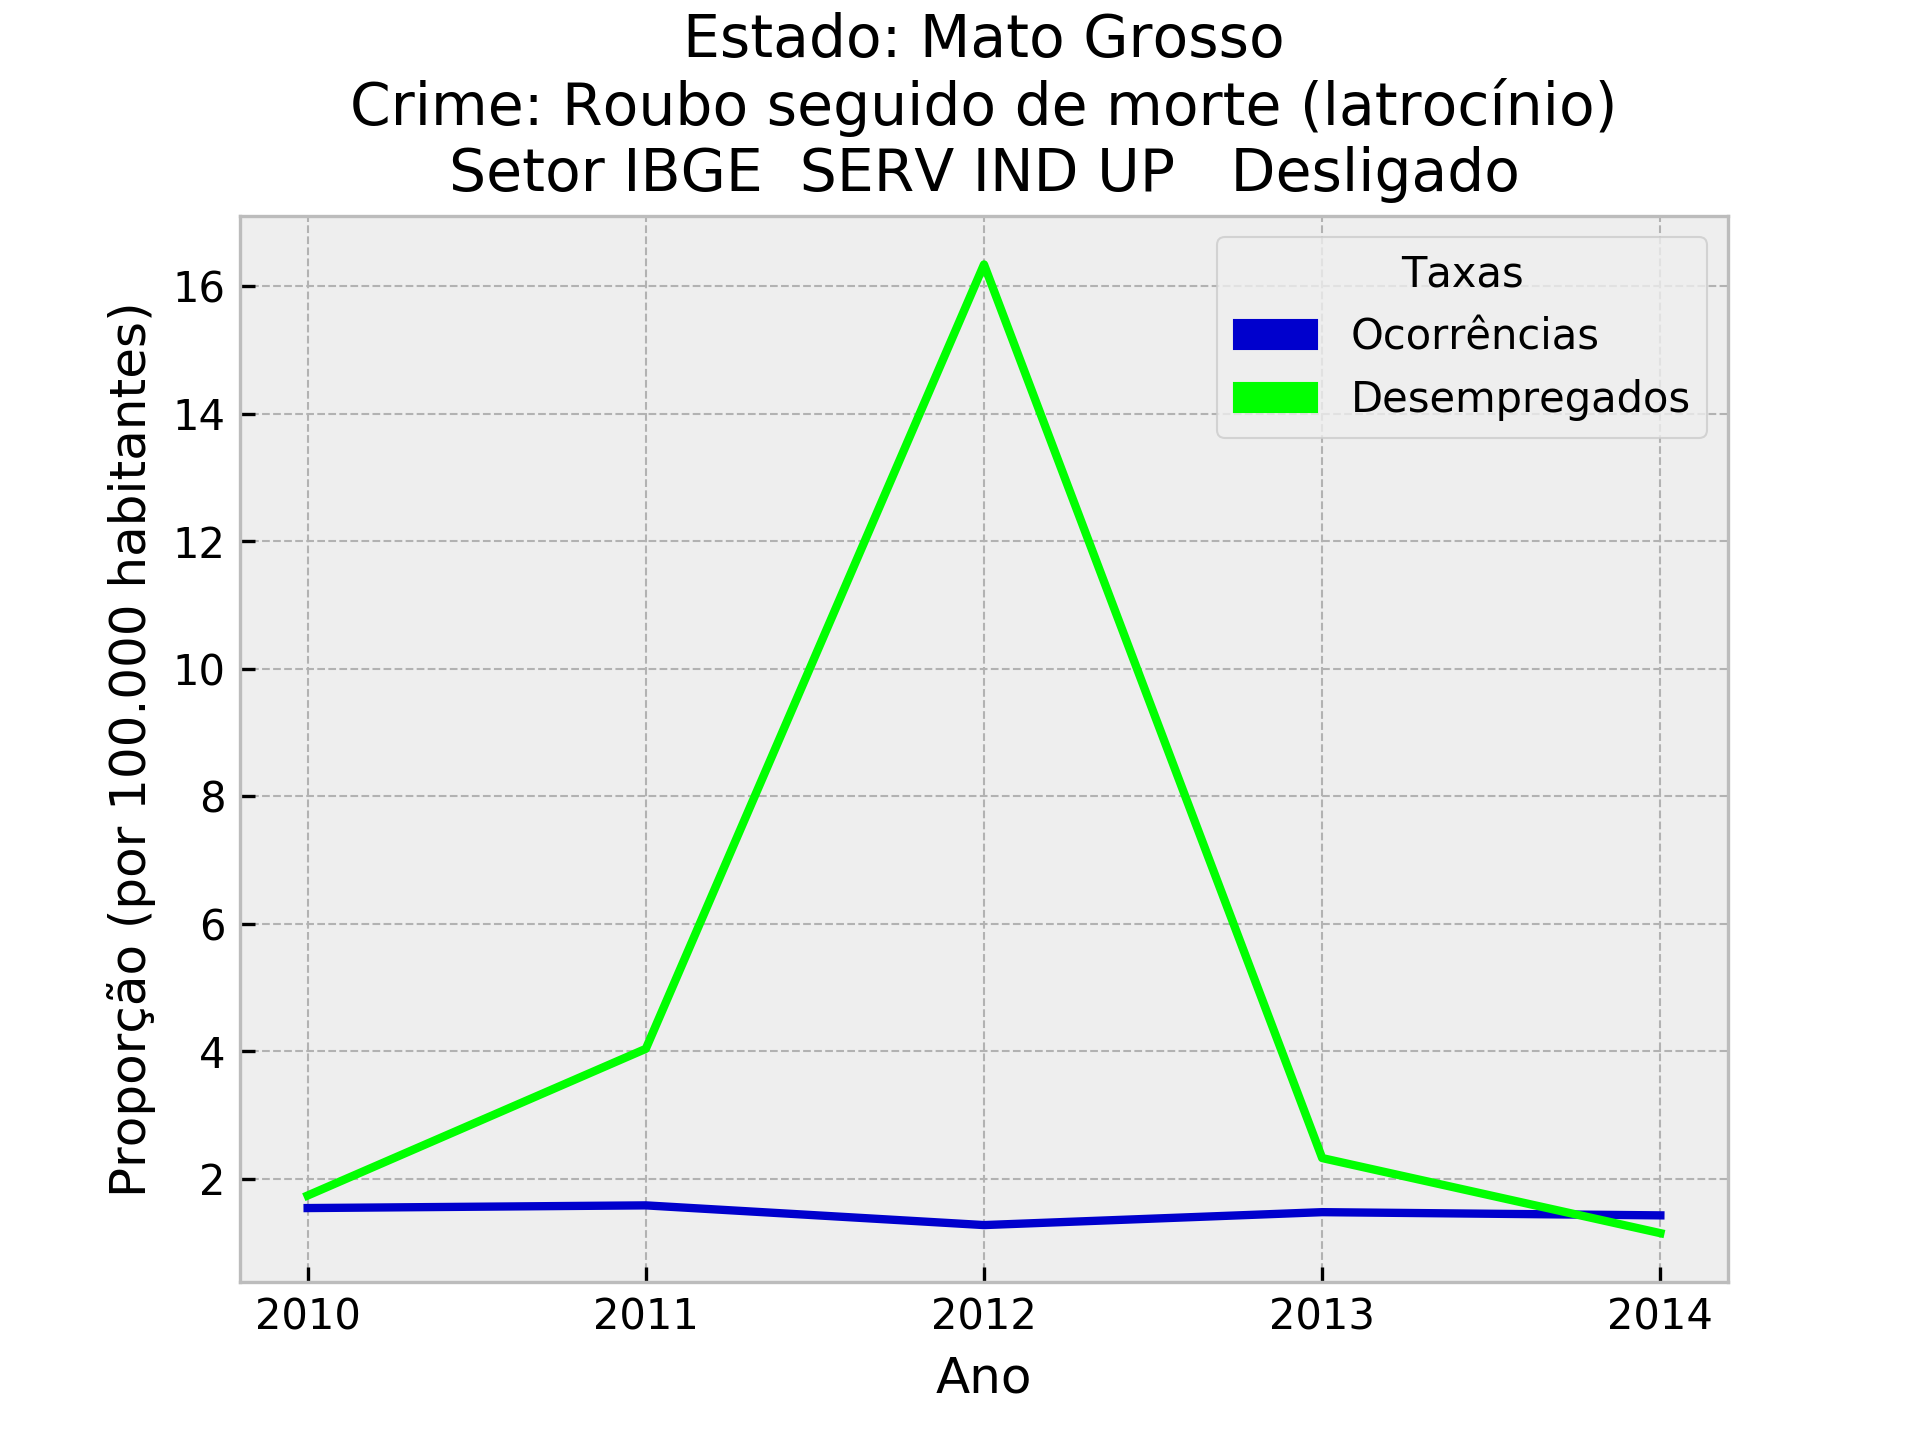 Estado: Mato Grosso
Crime: Roubo seguido de morte (latrocínio)
Setor IBGE  SERV IND UP   Desligado
Taxas
Ocorrências
Desempregados
Proporção (por 100.000 habitantes)
16
14
12
10
8
6
4
2
2010 2011 2012 2013 2014
Ano